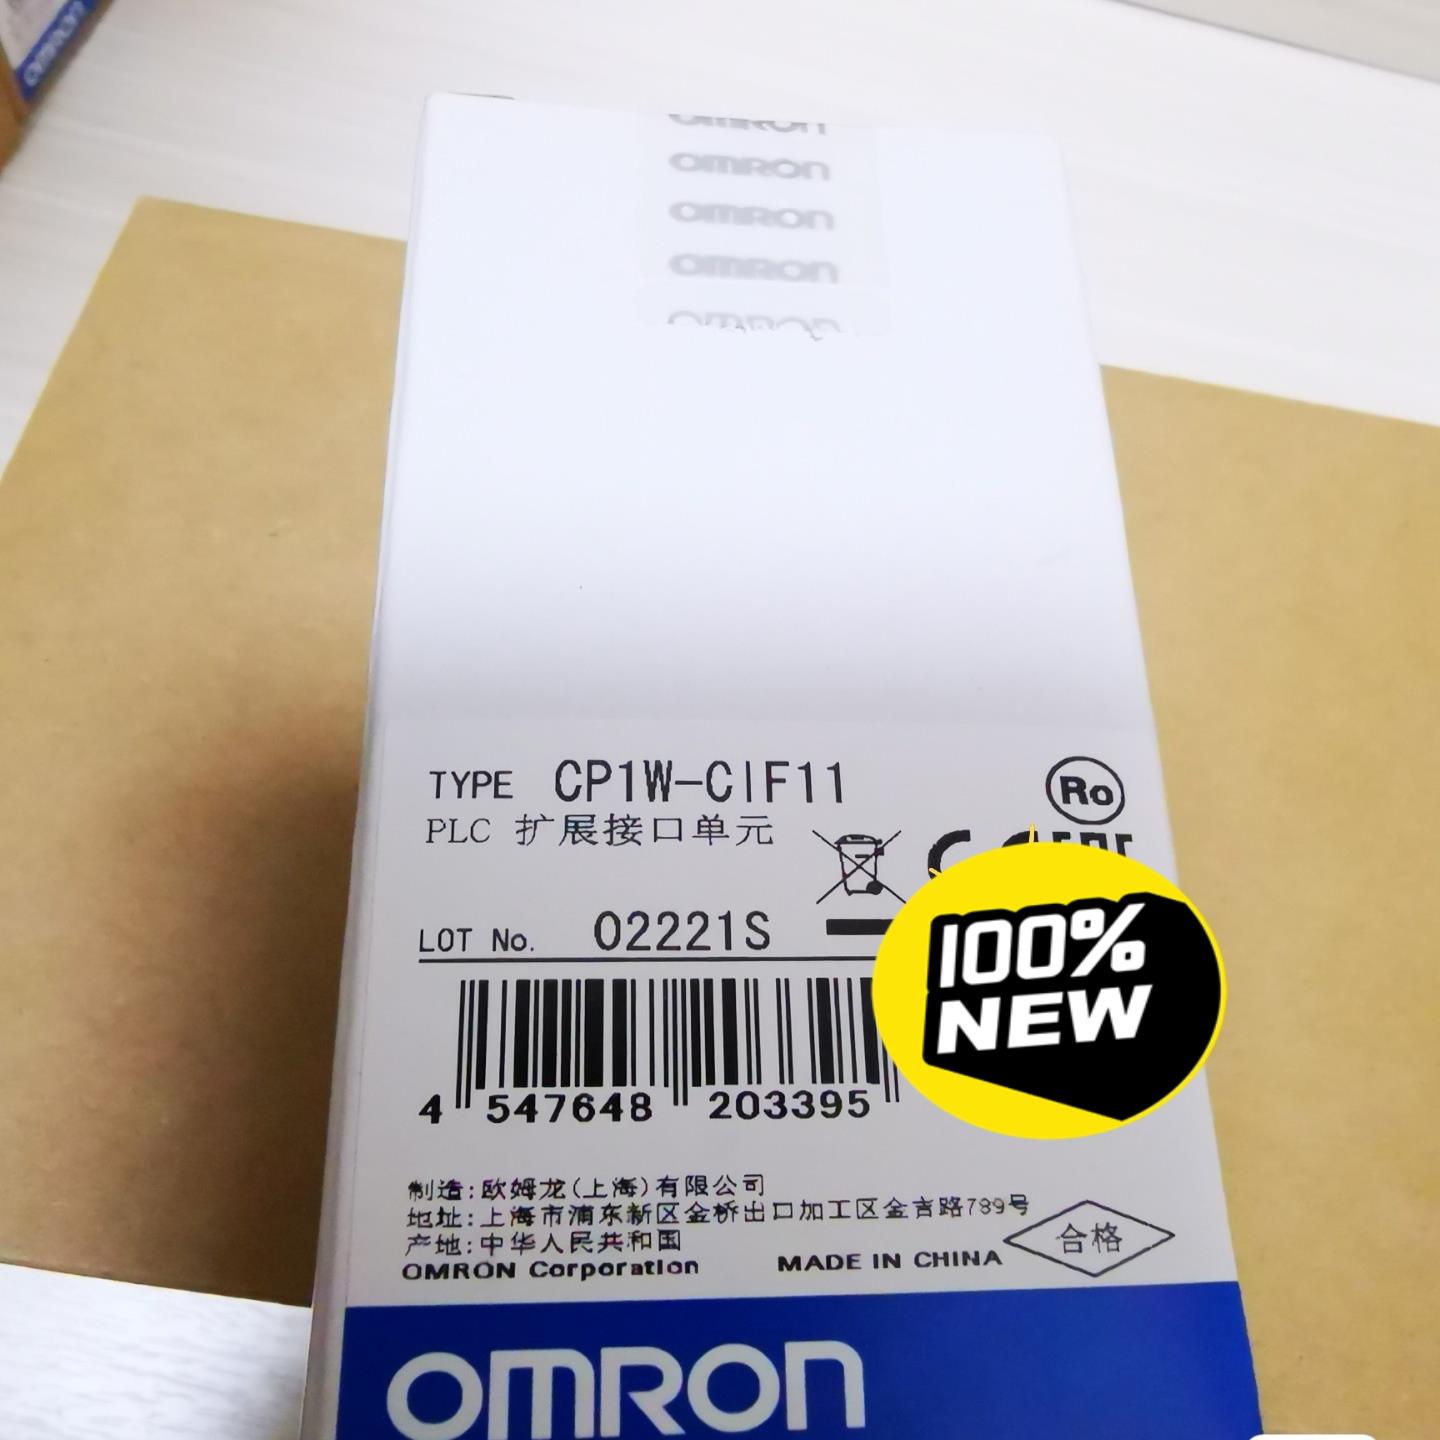 OMRON
OMRON
OMRON
OMRON
OMRON
OMRON
TYPE CP1W-CIF11
Ro
PLC 扩展接口单元
LOT No. 02221S
100%
NEW
4 547648 203395
制造:欧姆龙(上海)有限公司
地址:上海市浦东新区金桥出口加工区金吉路789号
产地:中华人民共和国
合格
OMRON Corporation MADE IN CHINA
OMRON